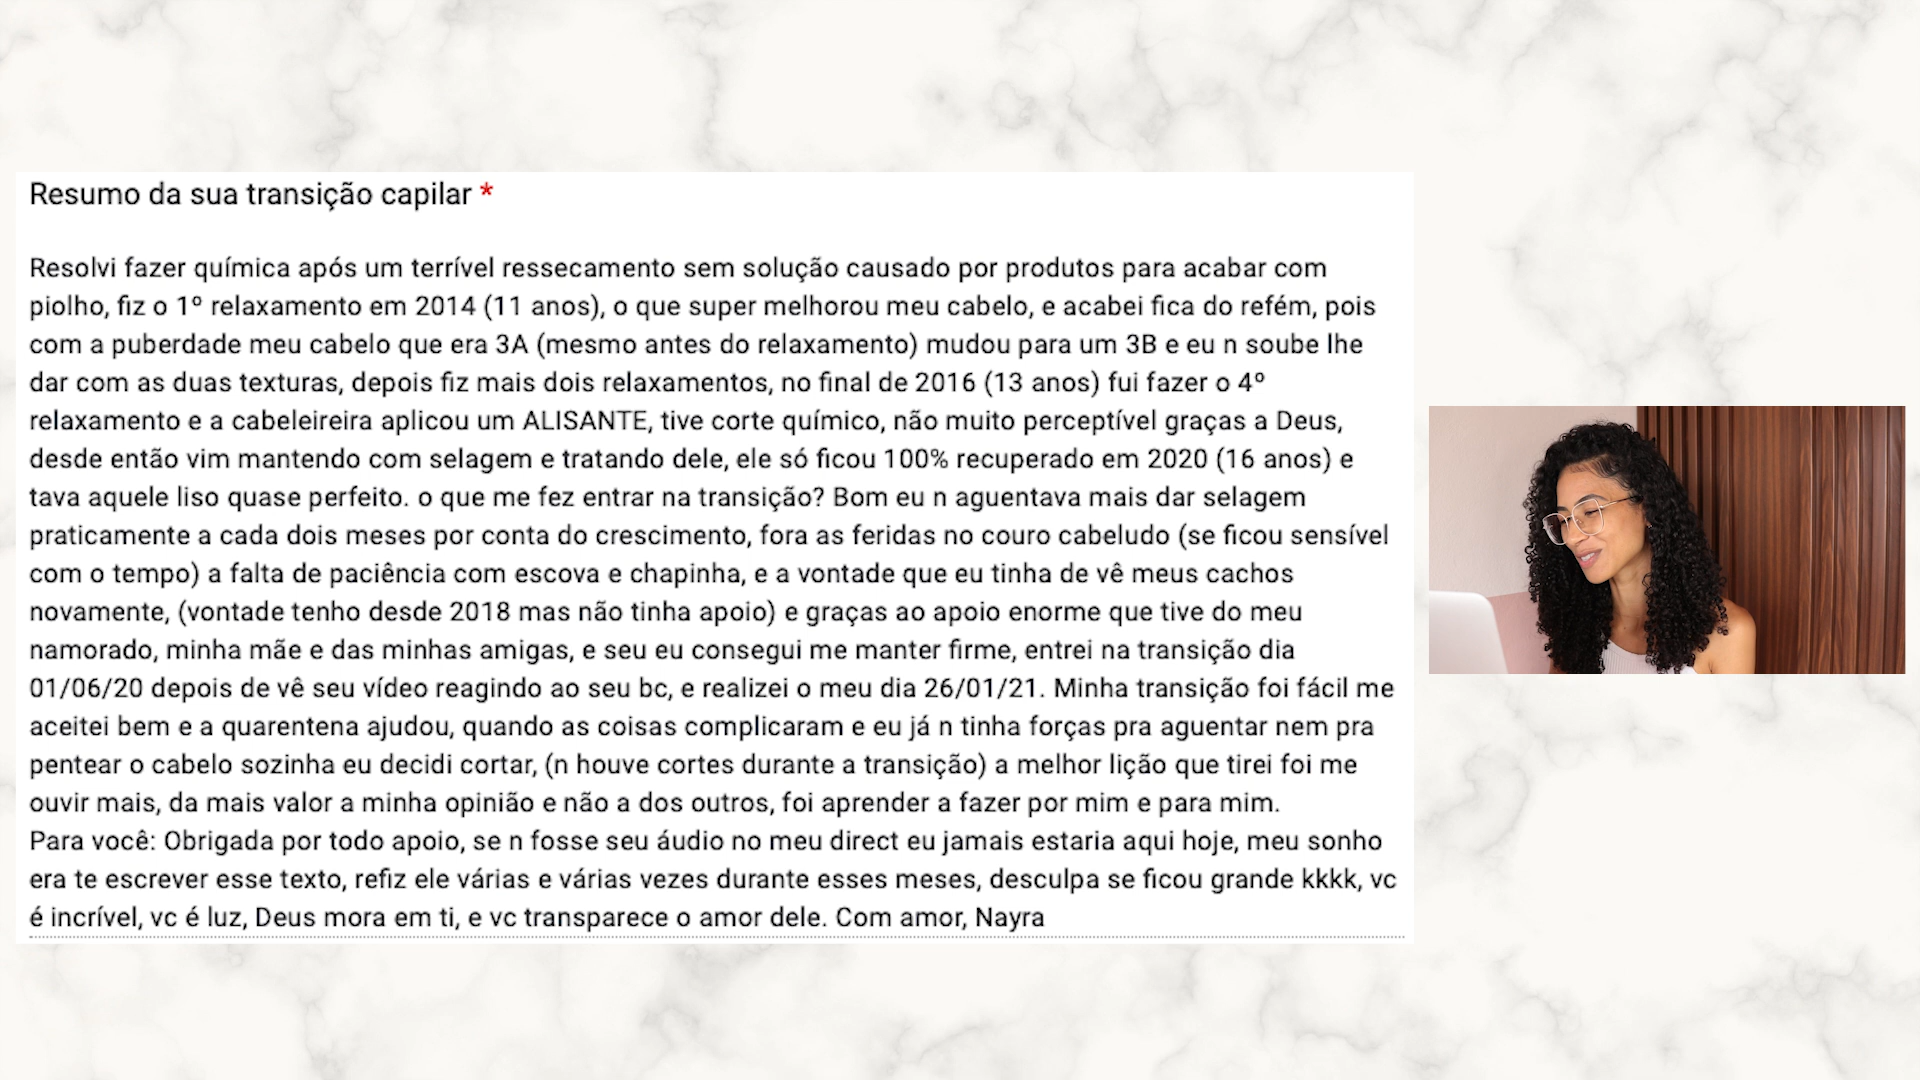 Resumo da sua transição capilar *
Resolvi fazer química após um terrível ressecamento sem solução causado por produtos para acabar com
piolho, fiz o 1º relaxamento em 2014 (11 anos), o que super melhorou meu cabelo, e acabei fica do refém, pois
com a puberdade meu cabelo que era 3A (mesmo antes do relaxamento) mudou para um 3B e eu n soube lhe
dar com as duas texturas, depois fiz mais dois relaxamentos, no final de 2016 (13 anos) fui fazer o 4º
relaxamento e a cabeleireira aplicou um ALISANTE, tive corte químico, não muito perceptível graças a Deus,
desde então vim mantendo com selagem e tratando dele, ele só ficou 100% recuperado em 2020 (16 anos) e
tava aquele liso quase perfeito. o que me fez entrar na transição? Bom eu n aguentava mais dar selagem
praticamente a cada dois meses por conta do crescimento, fora as feridas no couro cabeludo (se ficou sensível
com o tempo) a falta de paciência com escova e chapinha, e a vontade que eu tinha de vê meus cachos
novamente, (vontade tenho desde 2018 mas não tinha apoio) e graças ao apoio enorme que tive do meu
namorado, minha mãe e das minhas amigas, e seu eu consegui me manter firme, entrei na transição dia
01/06/20 depois de vê seu vídeo reagindo ao seu bc, e realizei o meu dia 26/01/21. Minha transição foi fácil me
aceitei bem e a quarentena ajudou, quando as coisas complicaram e eu já n tinha forças pra aguentar nem pra
pentear o cabelo sozinha eu decidi cortar, (n houve cortes durante a transição) a melhor lição que tirei foi me
ouvir mais, da mais valor a minha opinião e não a dos outros, foi aprender a fazer por mim e para mim.
Para você: Obrigada por todo apoio, se n fosse seu áudio no meu direct eu jamais estaria aqui hoje, meu sonho
era te escrever esse texto, refiz ele várias e várias vezes durante esses meses, desculpa se ficou grande kkkk, vc
é incrível, vc é luz, Deus mora em ti, e vc transparece o amor dele. Com amor, Nayra